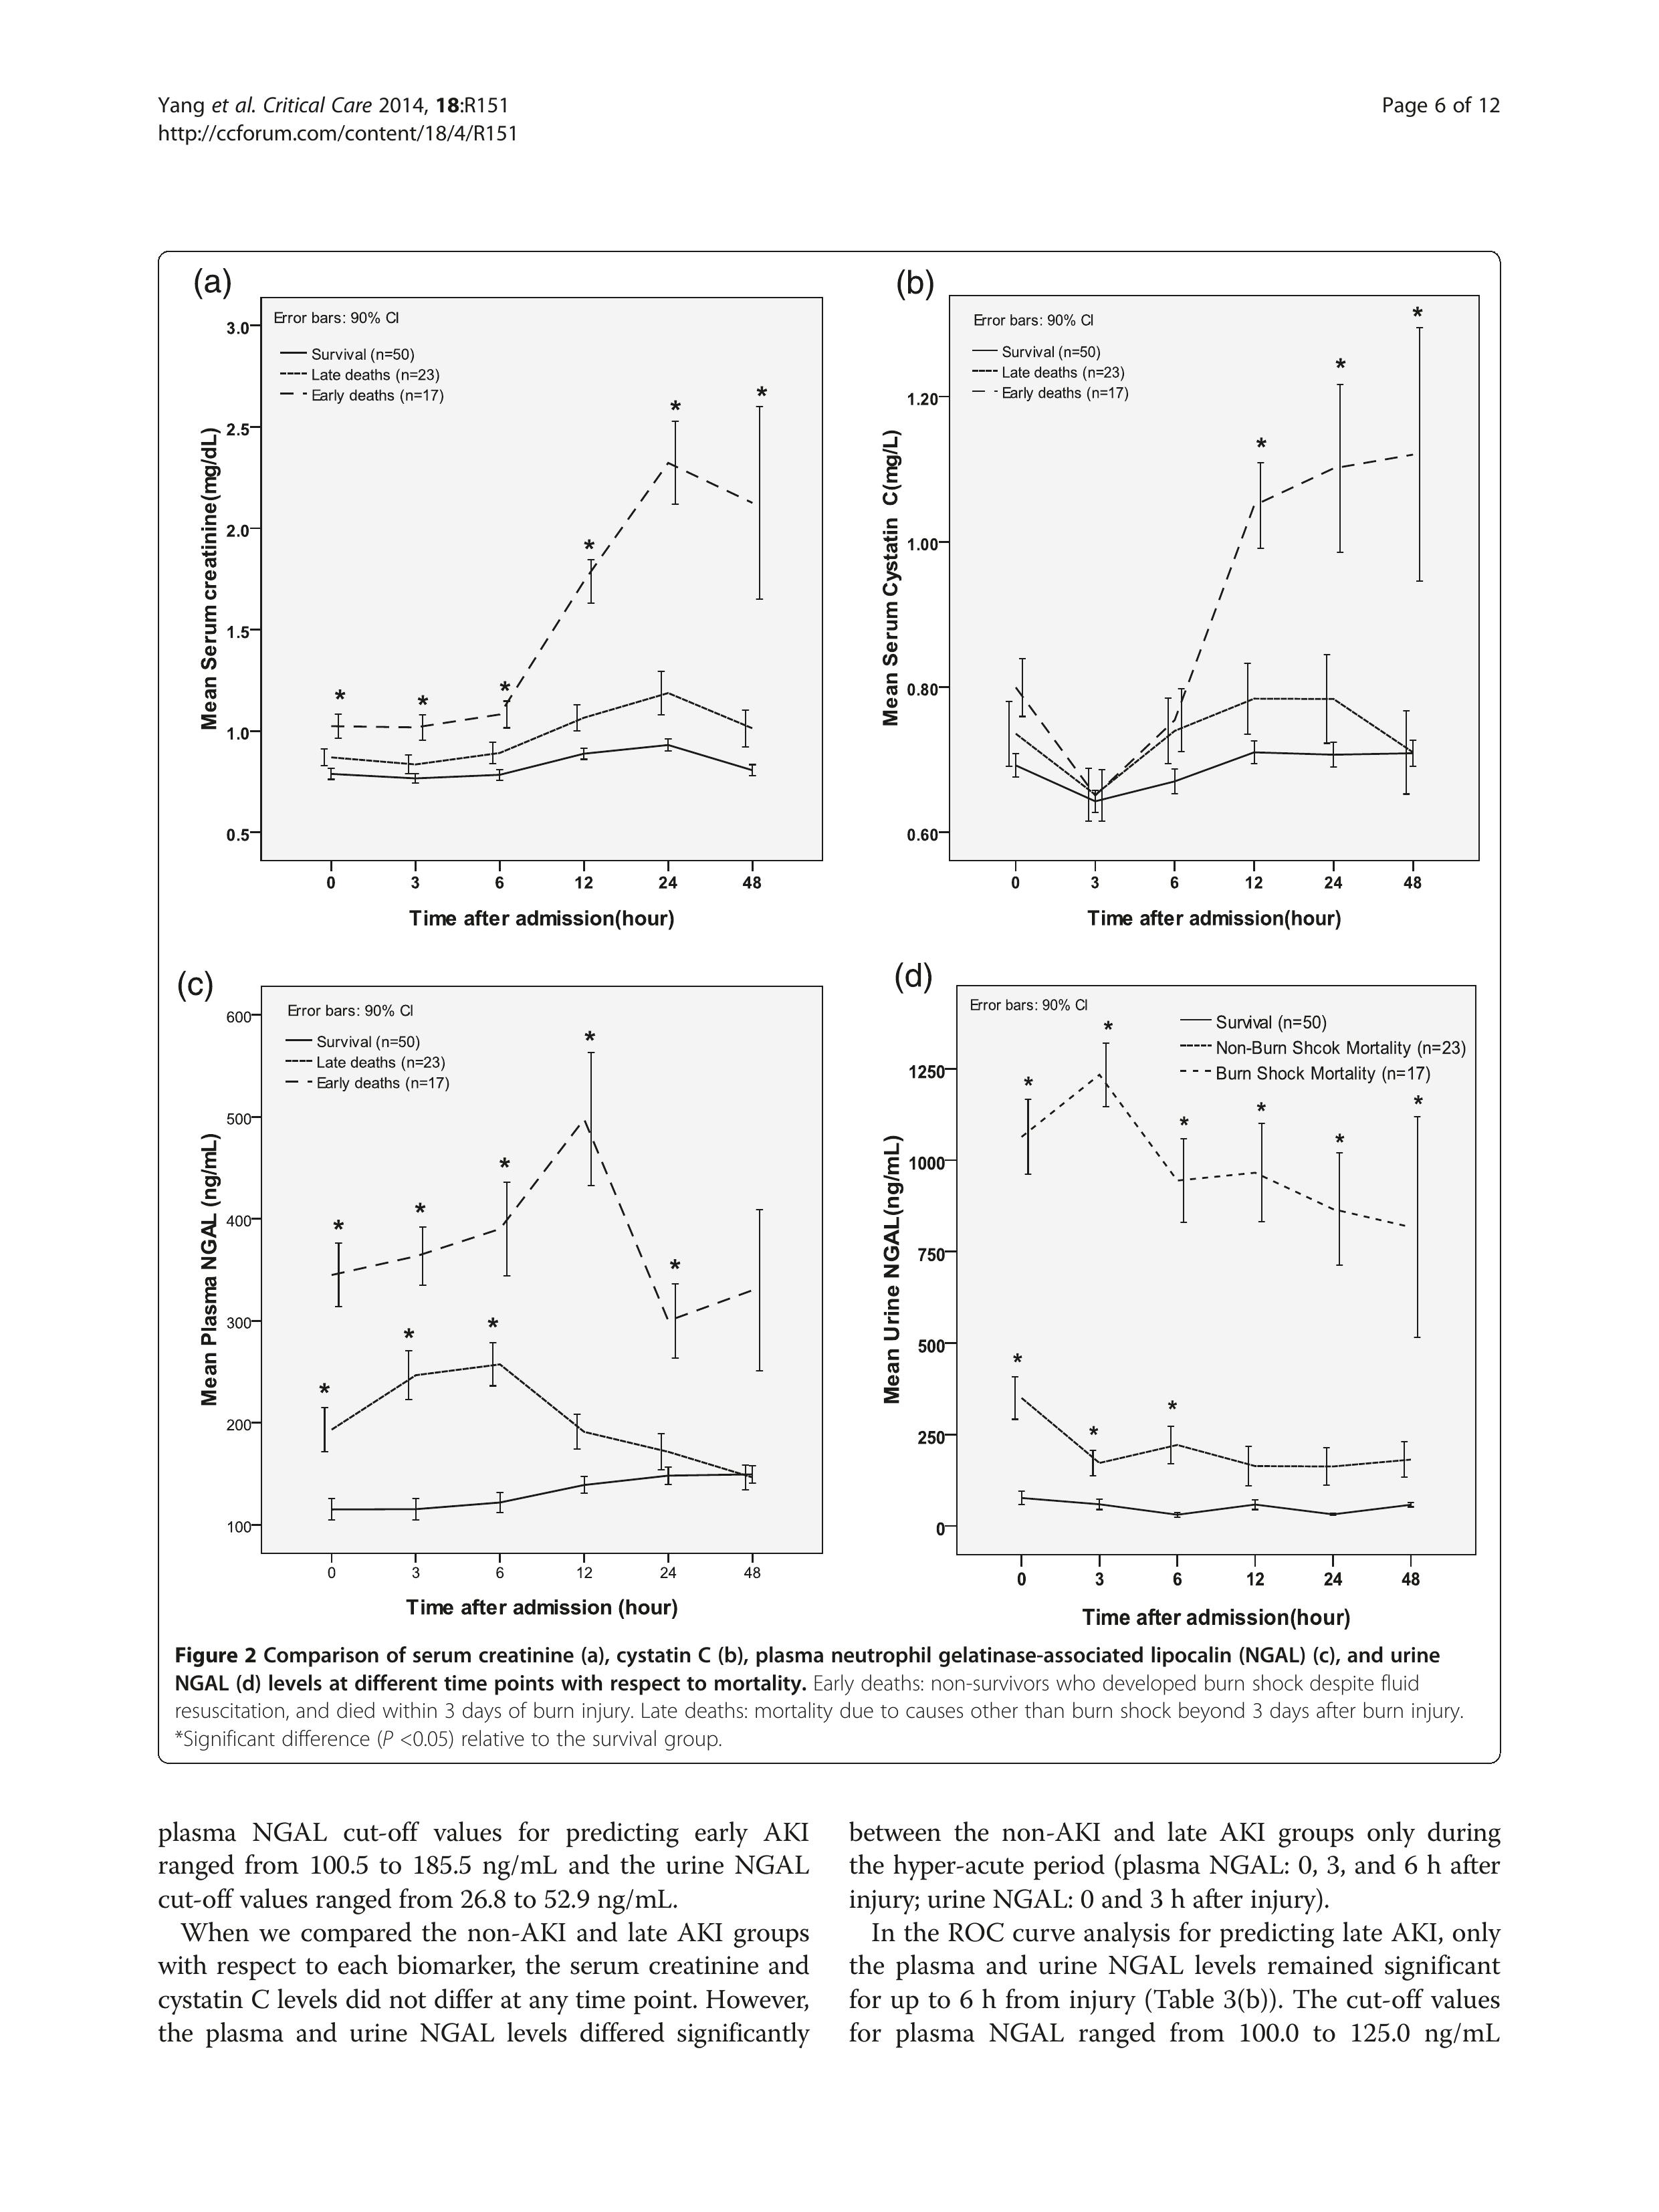 Yang et al. Critical Care 2014, 18:R151
Page 6 of 12
http://ccforum.com/content/18/4/R151
(a)
Error bars: 90% CI
Survival (n=50)
Late deaths (n=23)
Early deaths (n=17)
3.0
2.5
2.0
1.5
1.0
0.5
Mean Serum creatinine(mg/dL)
* * * * * *
0 3 6 12 24 48
Time after admission(hour)
(b)
Error bars: 90% CI
Survival (n=50)
Late deaths (n=23)
Early deaths (n=17)
1.20
1.00
0.80
0.60
Mean Serum Cystatin C(mg/L)
* * *
0 3 6 12 24 48
Time after admission(hour)
(c)
Error bars: 90% CI
Survival (n=50)
Late deaths (n=23)
Early deaths (n=17)
600
500
400
300
200
100
Mean Plasma NGAL (ng/mL)
* * * * *
* * *
0 3 6 12 24 48
Time after admission (hour)
(d)
Error bars: 90% CI
Survival (n=50)
Non-Burn Shcok Mortality (n=23)
Burn Shock Mortality (n=17)
1250
1000
750
500
250
0
Mean Urine NGAL(ng/mL)
* * * * * *
* * *
0 3 6 12 24 48
Time after admission(hour)
Figure 2 Comparison of serum creatinine (a), cystatin C (b), plasma neutrophil gelatinase-associated lipocalin (NGAL) (c), and urine
NGAL (d) levels at different time points with respect to mortality. Early deaths: non-survivors who developed burn shock despite fluid
resuscitation, and died within 3 days of burn injury. Late deaths: mortality due to causes other than burn shock beyond 3 days after burn injury.
*Significant difference (P <0.05) relative to the survival group.
plasma NGAL cut-off values for predicting early AKI
ranged from 100.5 to 185.5 ng/mL and the urine NGAL
cut-off values ranged from 26.8 to 52.9 ng/mL.
When we compared the non-AKI and late AKI groups
with respect to each biomarker, the serum creatinine and
cystatin C levels did not differ at any time point. However,
the plasma and urine NGAL levels differed significantly
between the non-AKI and late AKI groups only during
the hyper-acute period (plasma NGAL: 0, 3, and 6 h after
injury; urine NGAL: 0 and 3 h after injury).
In the ROC curve analysis for predicting late AKI, only
the plasma and urine NGAL levels remained significant
for up to 6 h from injury (Table 3(b)). The cut-off values
for plasma NGAL ranged from 100.0 to 125.0 ng/mL